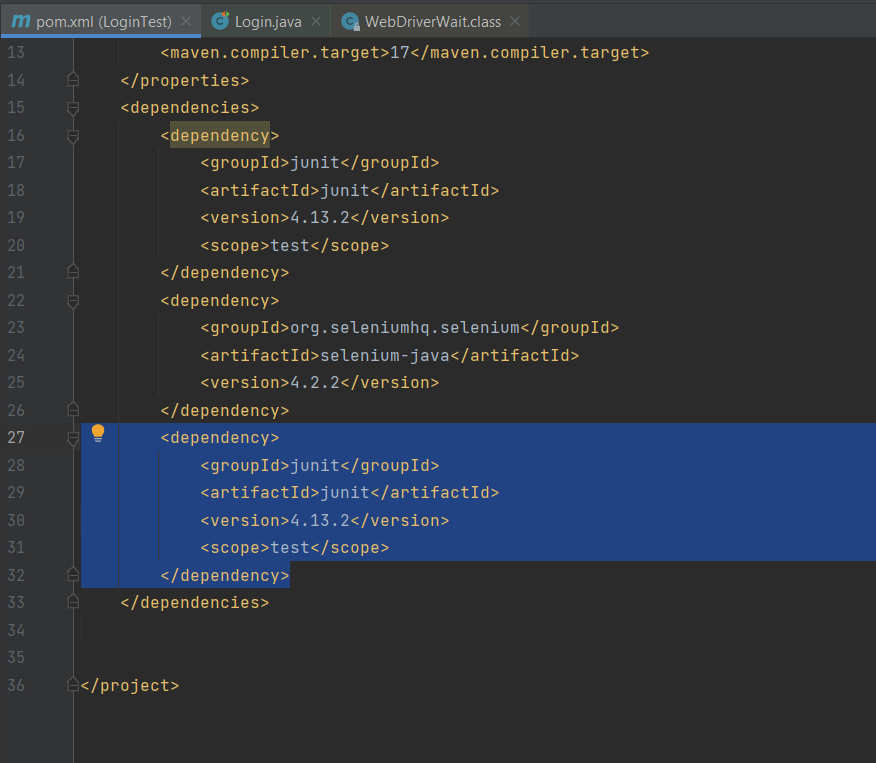 pom.xml (LoginTest) Login.java WebDriverWait.class
13 <maven.compiler.target>17</maven.compiler.target>
14 </properties>
15 <dependencies>
16 <dependency>
17 <groupId>junit</groupId>
18 <artifactId>junit</artifactId>
19 <version>4.13.2</version>
20 <scope>test</scope>
21 </dependency>
22 <dependency>
23 <groupId>org.seleniumhq.selenium</groupId>
24 <artifactId>selenium-java</artifactId>
25 <version>4.2.2</version>
26 </dependency>
27 <dependency>
28 <groupId>junit</groupId>
29 <artifactId>junit</artifactId>
30 <version>4.13.2</version>
31 <scope>test</scope>
32 </dependency>
33 </dependencies>
34
35
36 </project>